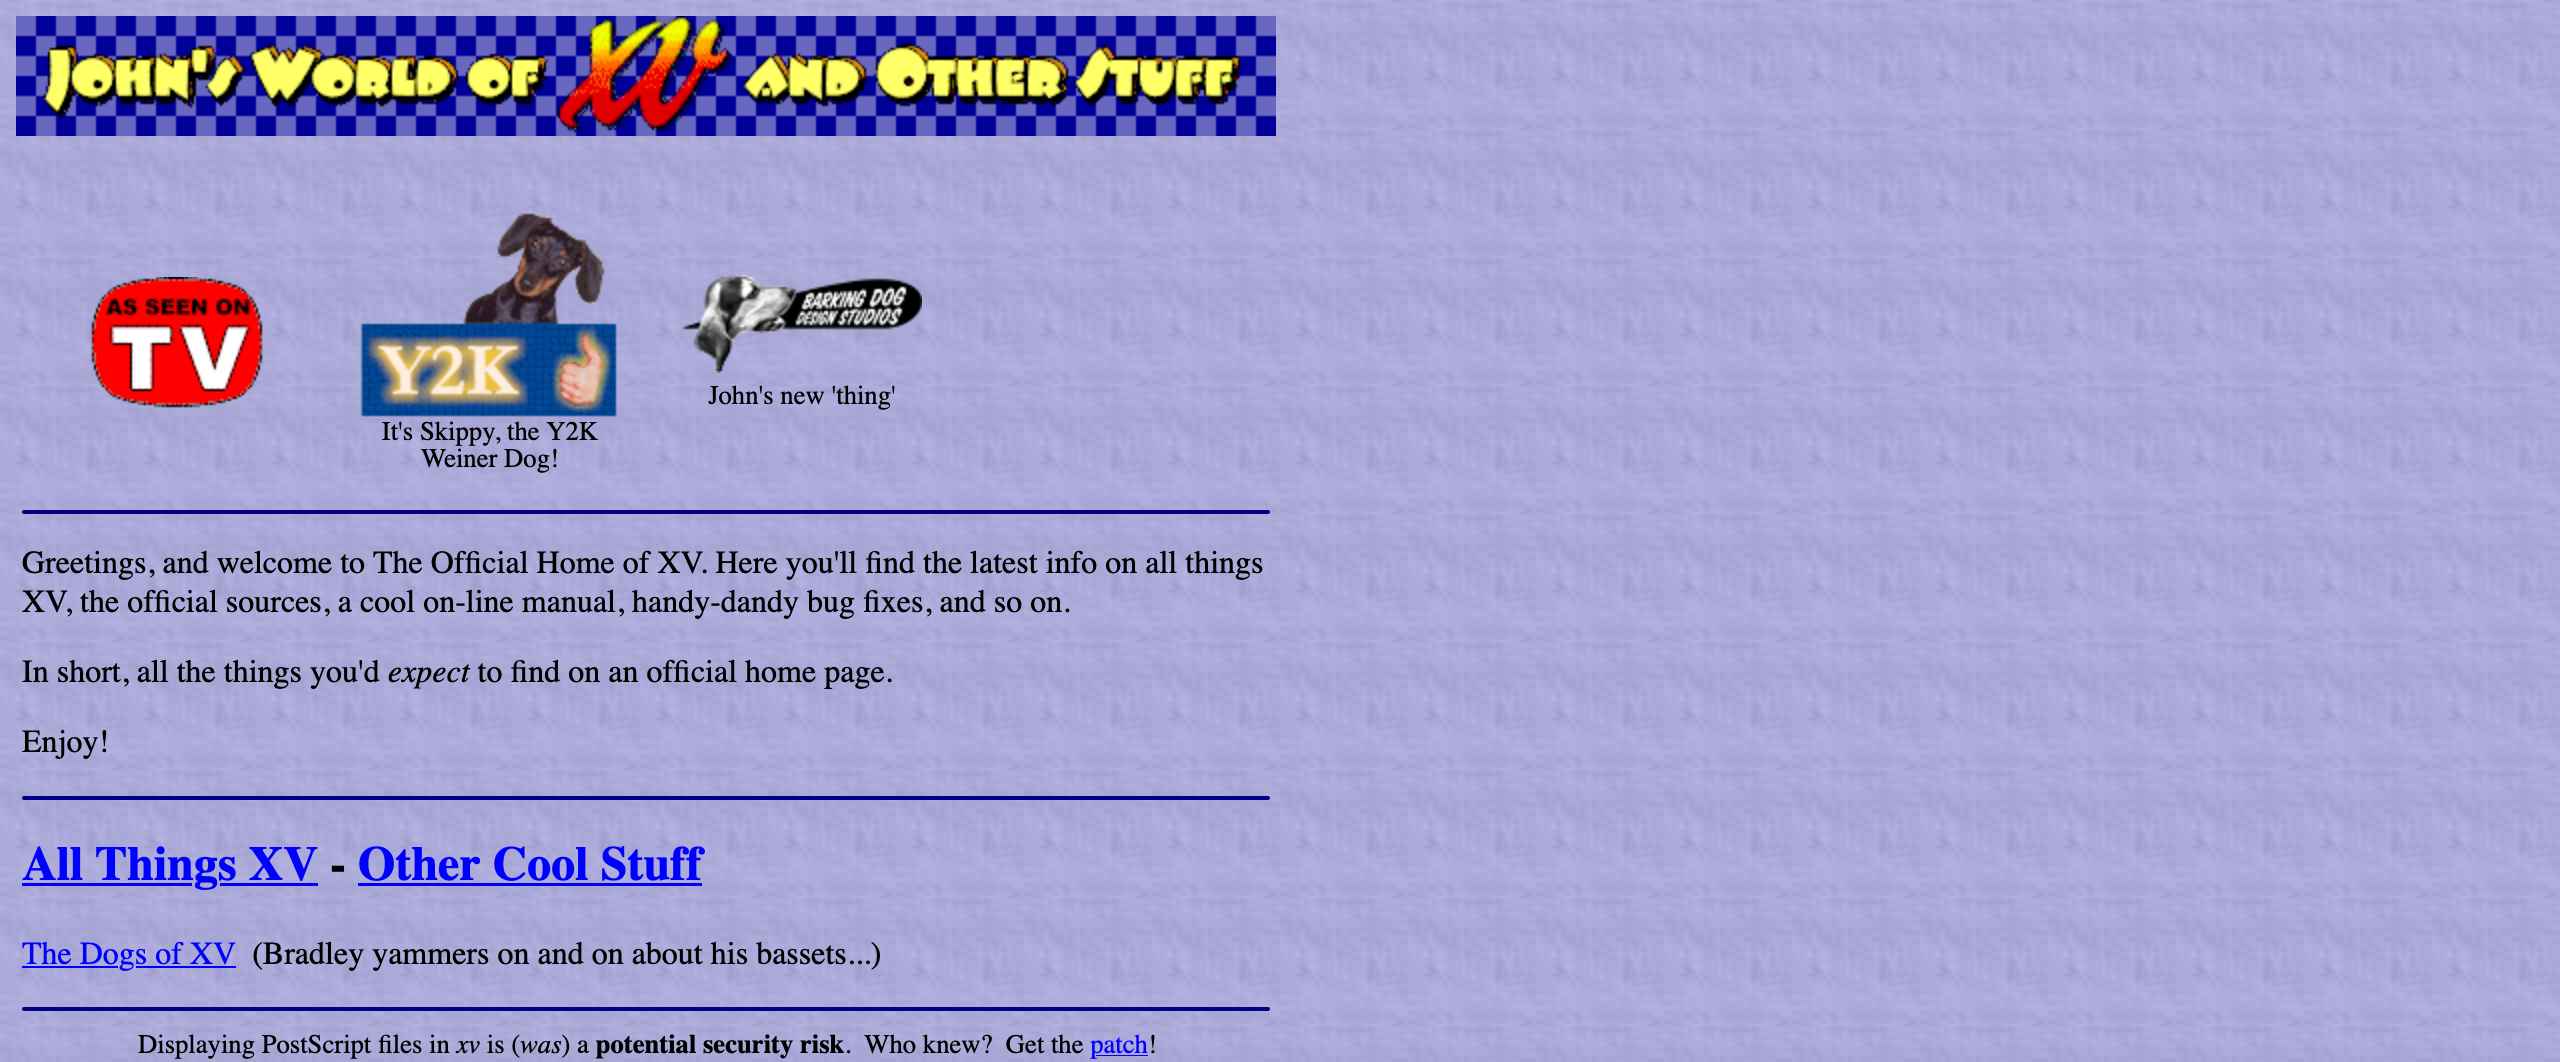 John's World of XV and Other Stuff
AS SEEN ON
TV
Y2K
It's Skippy, the Y2K
Weiner Dog!
BARKING DOG
DESIGN STUDIOS
John's new 'thing'
Greetings, and welcome to The Official Home of XV. Here you'll find the latest info on all things
XV, the official sources, a cool on-line manual, handy-dandy bug fixes, and so on.
In short, all the things you'd expect to find on an official home page.
Enjoy!
All Things XV - Other Cool Stuff
The Dogs of XV  (Bradley yammers on and on about his bassets...)
Displaying PostScript files in xv is (was) a potential security risk.  Who knew?  Get the patch!